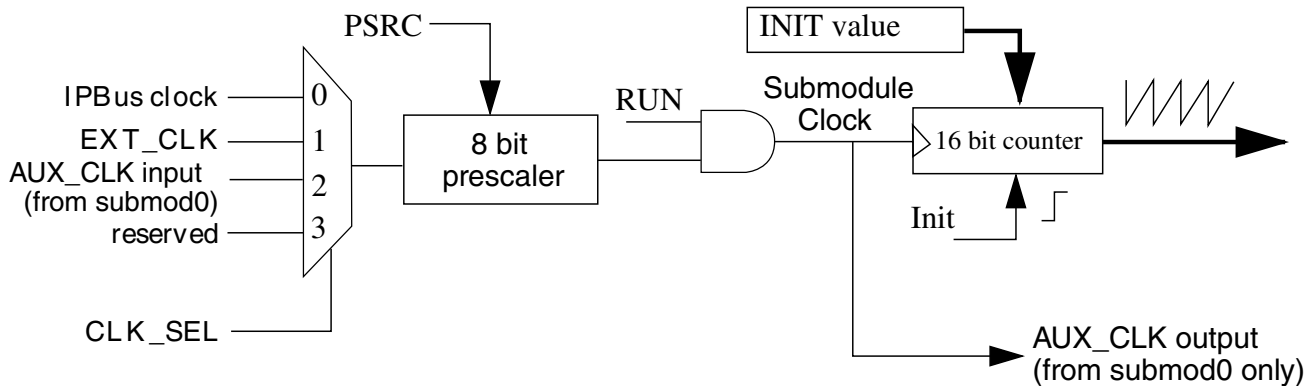 PSRC
INIT value
IPBus clock
0
RUN
Submodule
Clock
EXT_CLK
1
8 bit
prescaler
16 bit counter
AUX_CLK input
(from submod0)
2
reserved
3
Init
CLK_SEL
AUX_CLK output
(from submod0 only)